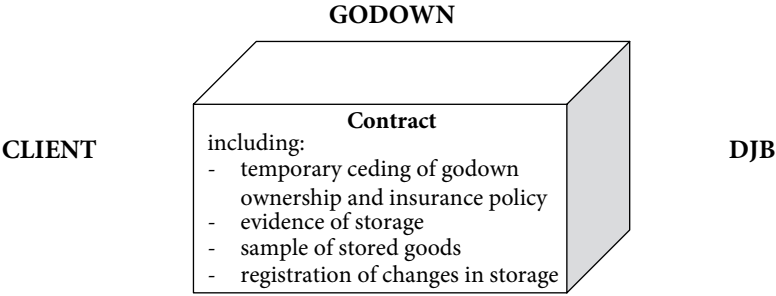 GODOWN
CLIENT
DJB
Contract
including:
- temporary ceding of godown
ownership and insurance policy
- evidence of storage
- sample of stored goods
- registration of changes in storage